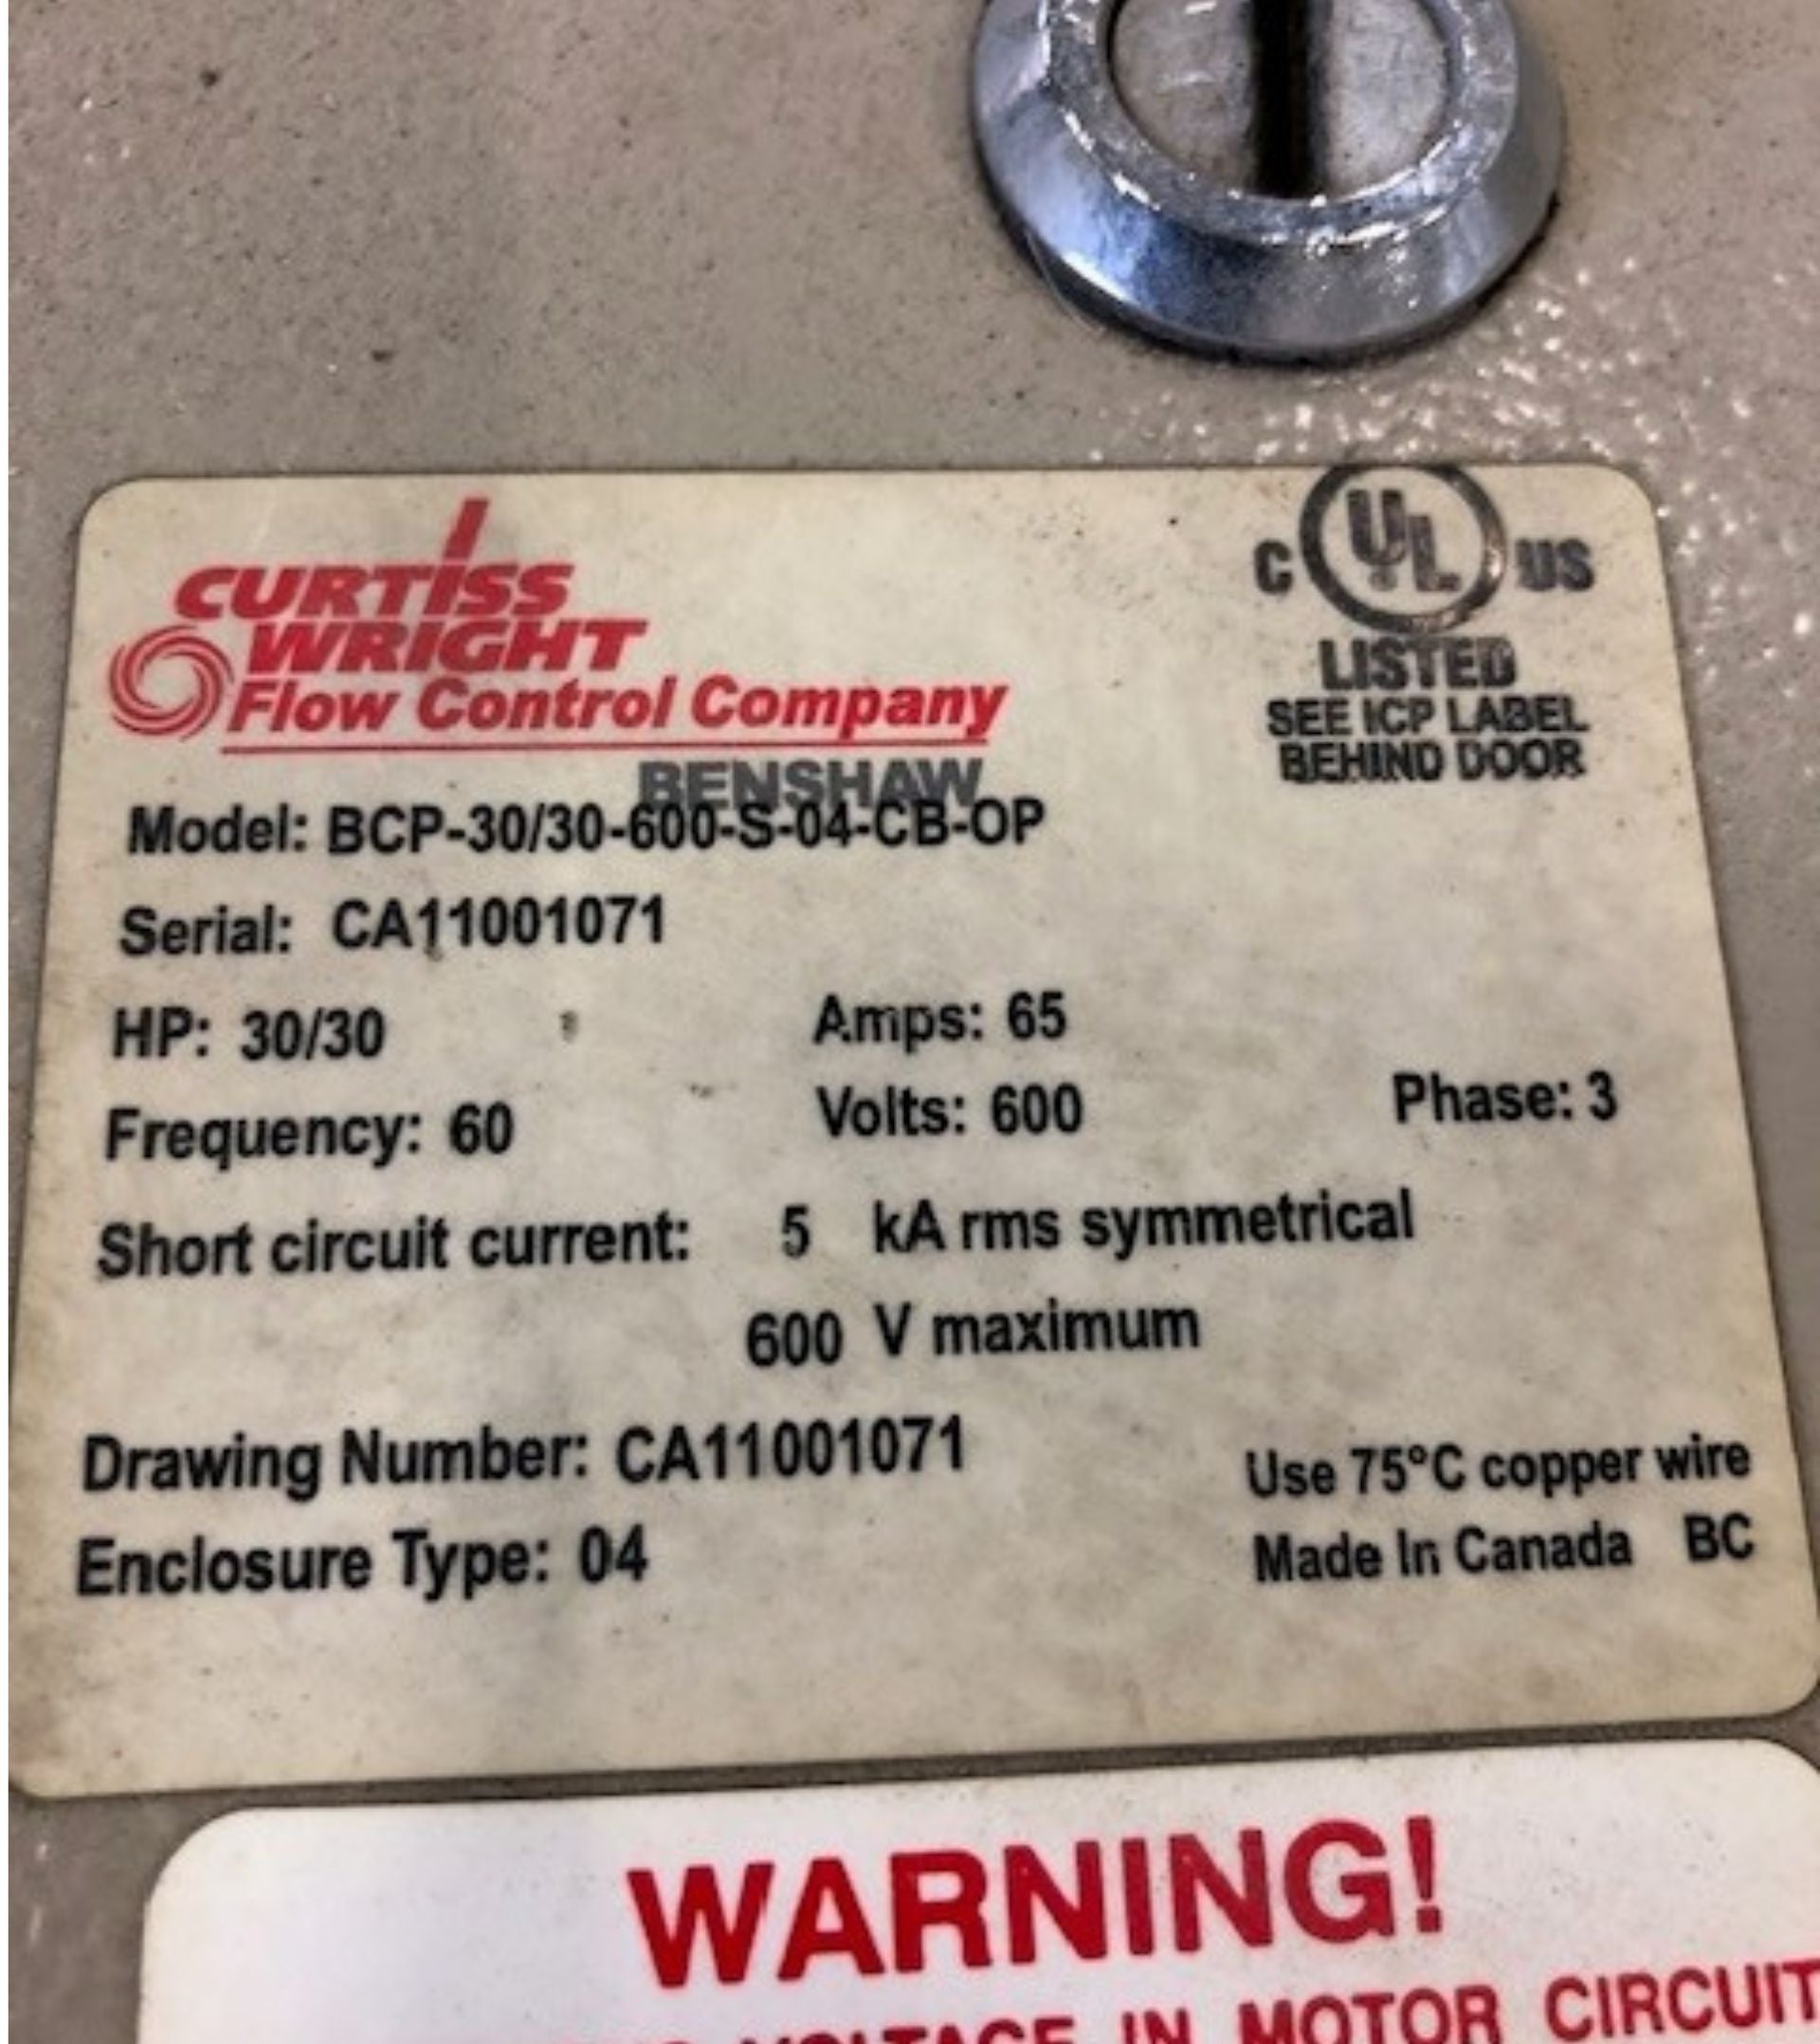 CURTISS
WRIGHT
Flow Control Company
BENSHAW
C UL US
LISTED
SEE ICP LABEL
BEHIND DOOR
Model: BCP-30/30-600-S-04-CB-OP
Serial: CA11001071
HP: 30/30 Amps: 65
Frequency: 60 Volts: 600 Phase: 3
Short circuit current: 5 kA rms symmetrical
600 V maximum
Drawing Number: CA11001071 Use 75°C copper wire
Enclosure Type: 04 Made In Canada BC
WARNING!
VOLTAGE IN MOTOR CIRCUIT